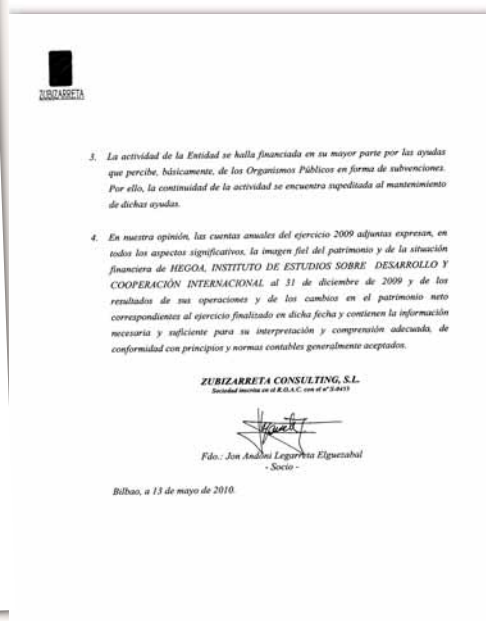 ZUBIZARRETA
3. La actividad de la Entidad se halla financiada en su mayor parte por las ayudas
que percibe, básicamente, de los Organismos Públicos en forma de subvenciones.
Por ello, la continuidad de la actividad se encuentra supeditada al mantenimiento
de dichas ayudas.
4. En nuestra opinión, las cuentas anuales del ejercicio 2009 adjuntas expresan, en
todos los aspectos significativos, la imagen fiel del patrimonio y de la situación
financiera de HEGOA, INSTITUTO DE ESTUDIOS SOBRE DESARROLLO Y
COOPERACIÓN INTERNACIONAL al 31 de diciembre de 2009 y de los
resultados de sus operaciones y de los cambios en el patrimonio neto
correspondientes al ejercicio finalizado en dicha fecha y contienen la información
necesaria y suficiente para su interpretación y comprensión adecuada, de
conformidad con principios y normas contables generalmente aceptados.
ZUBIZARRETA CONSULTING, S.L.
Sociedad inscrita en el R.O.A.C. con el nº S-0455
Fdo.: Jon Andoni Legarreta Elguezabal
- Socio -
Bilbao, a 13 de mayo de 2010.